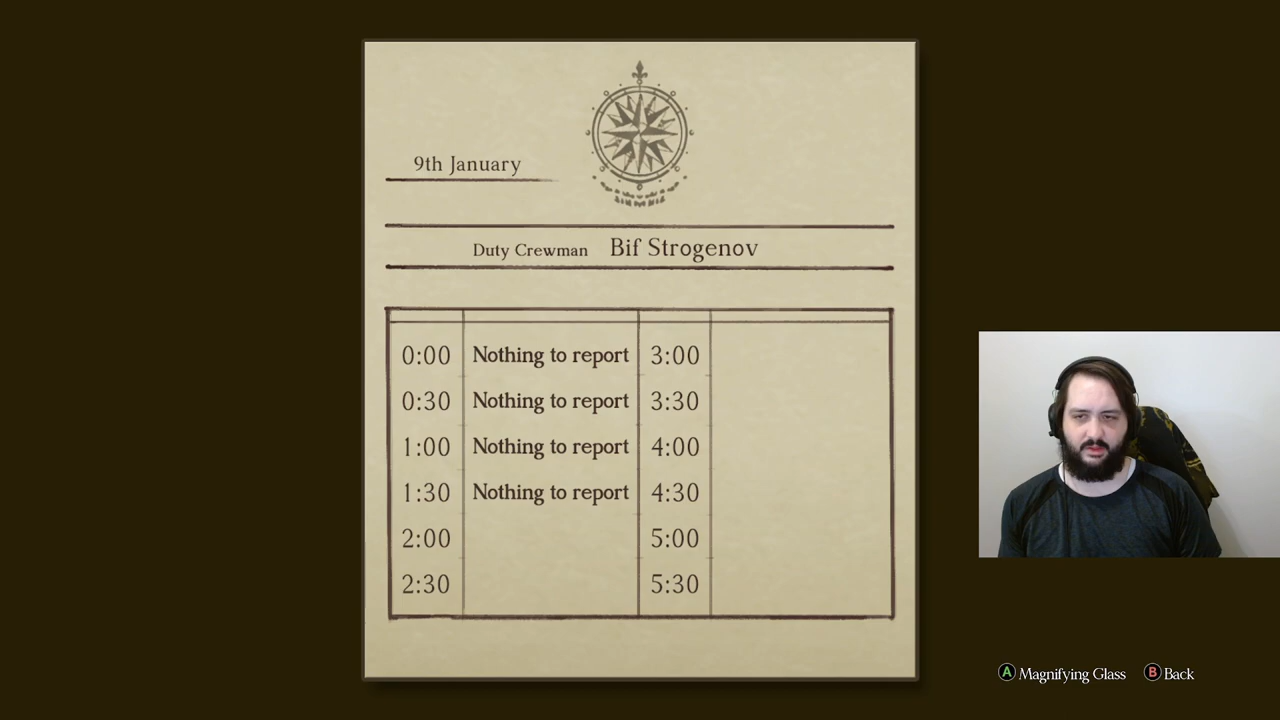 9th January
Duty Crewman Bif Strogenov
0:00 Nothing to report 3:00
0:30 Nothing to report 3:30
1:00 Nothing to report 4:00
1:30 Nothing to report 4:30
2:00 5:00
2:30 5:30
A Magnifying Glass B Back